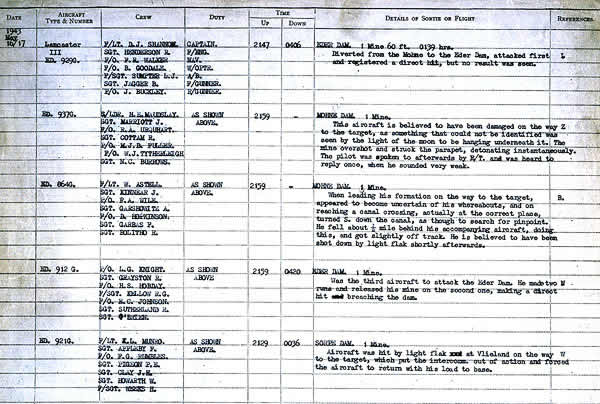 DATE AIRCRAFT TYPE & NUMBER CREW DUTY TIME UP DOWN DETAILS OF SORTIE OR FLIGHT REFERENCES
1943
May
16/17 Lancaster F/LT. D.J. SHANNON. CAPTAIN. 2147 0406 EDER DAM. 1 Mine 60 ft. 0139 hrs.
III SGT. HENDERSON R. F/ENG. Diverted from the Mohne to the Eder Dam, attacked first L
ED. 929G. F/O. P.R. WALKER NAV. and registered a direct hit, but no result was seen.
F/O. B. GOODALE. W/OPTR.
F/SGT. SUMPTER L.J. A/B.
SGT. JAGGER B. F/GUNNER.
F/O. J. BUCKLEY. R/GUNNER.
ED. 937G. S/LDR. H.E. MAUDSLAY. AS SHOWN 2159 - MOHNE DAM. 1 Mine.
SGT. MARRIOTT J. ABOVE. This aircraft is believed to have been damaged on the way Z
F/O. R.A. URQUHART. to the target, as something that could not be identified was
SGT. COTTAM R. seen by the light of the moon to be hanging underneath it. The
F/O. M.J.D. FULLER. mine overshot and struck the parapet, detonating instantaneously.
F/O. W.J. TYTHERLEIGH The pilot was spoken to afterwards by R/T. and was heard to
SGT. N.C. BURROWS. reply once, when he sounded very weak.
ED. 864G. F/LT. W. ASTELL. AS SHOWN 2159 - MOHNE DAM. 1 Mine.
SGT. KINNEAR J. ABOVE. When leading his formation on the way to the target, he B.
F/O. F.A. WILE. appeared to become uncertain of his whereabouts, and on
SGT. GARSHOWITZ A. reaching a canal crossing, actually at the correct place,
F/O. D. HOPKINSON. turned S. down the canal, as though to search for pinpoint.
SGT. GARBAS F. He fell about ½ mile behind his accompanying aircraft, doing
SGT. BOLITHO R. this, and got slightly off track. He is believed to have been
shot down by light flak shortly afterwards.
ED. 912 G. P/O. L.G. KNIGHT. AS SHOWN 2159 0420 EDER DAM. 1 Mine.
SGT. GRAYSTON R. ABOVE Was the third aircraft to attack the Eder Dam. He made two N
F/O. H.S. HOBDAY. runs and released his mine on the second one, making a direct
F/SGT. KELLOW R.G. hit breaching the dam.
F/O. E.C. JOHNSON.
SGT. SUTHERLAND H.
SGT. O'BRIEN.
ED. 921G. F/LT. K.L. MUNRO. AS SHOWN 2129 0036 SORPE DAM. 1 Mine.
SGT. APPLEBY F. ABOVE. Aircraft was hit by light flak at Vlieland on the way W
F/O. F.G. RUMBLES. to the target, which put the intercomm. out of action and forced
SGT. PIGEON P.E. the aircraft to return with his load to base.
SGT. CLAY J.H.
SGT. HOWARTH W.
F/SGT. WEEKS H.